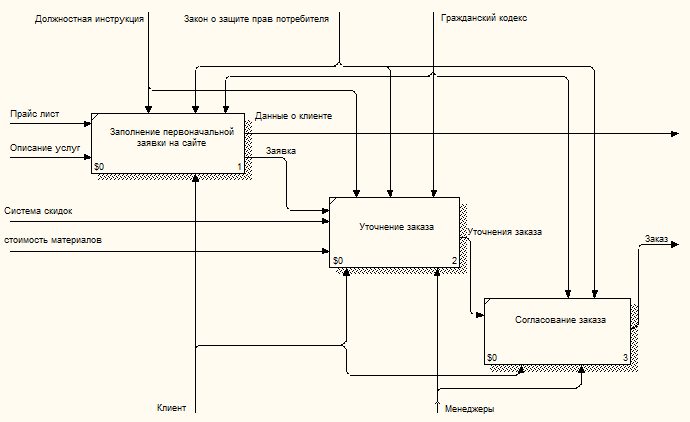 Должностная инструкция
Закон о защите прав потребителя
Гражданский кодекс
Прайс лист
Данные о клиенте
Заполнение первоначальной
заявки на сайте
Описание услуг
Заявка
$0
1
Система скидок
Уточнение заказа
Уточнения заказа
стоимость материалов
Заказ
$0
2
Согласование заказа
$0
3
Клиент
Менеджеры